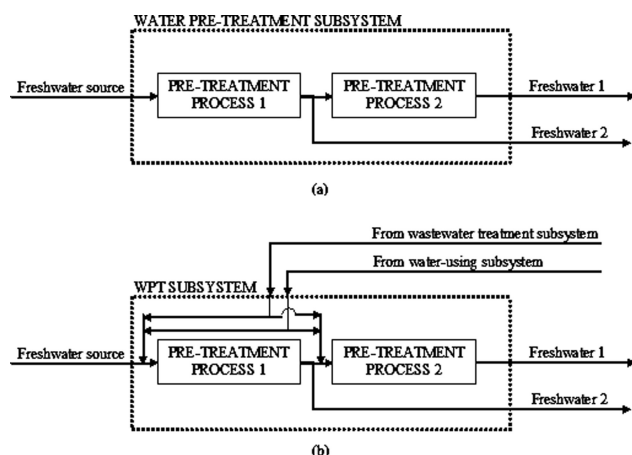 WATER PRE-TREATMENT SUBSYSTEM
Freshwater source
PRE-TREATMENT
PROCESS 1
PRE-TREATMENT
PROCESS 2
Freshwater 1
Freshwater 2
(a)
From wastewater treatment subsystem
From water-using subsystem
WPT SUBSYSTEM
Freshwater source
PRE-TREATMENT
PROCESS 1
PRE-TREATMENT
PROCESS 2
Freshwater 1
Freshwater 2
(b)